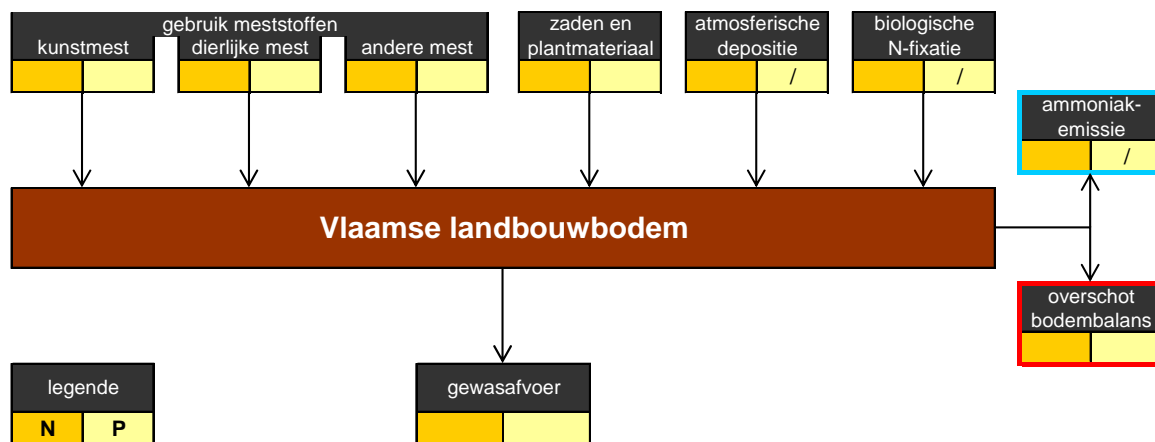 gebruik meststoffen
kunstmest
dierlijke mest
andere mest
zaden en
plantmateriaal
atmosferische
depositie
/
biologische
N-fixatie
/
ammoniak-
emissie
/
Vlaamse landbouwbodem
overschot
bodembalans
legende
N P
gewasafvoer